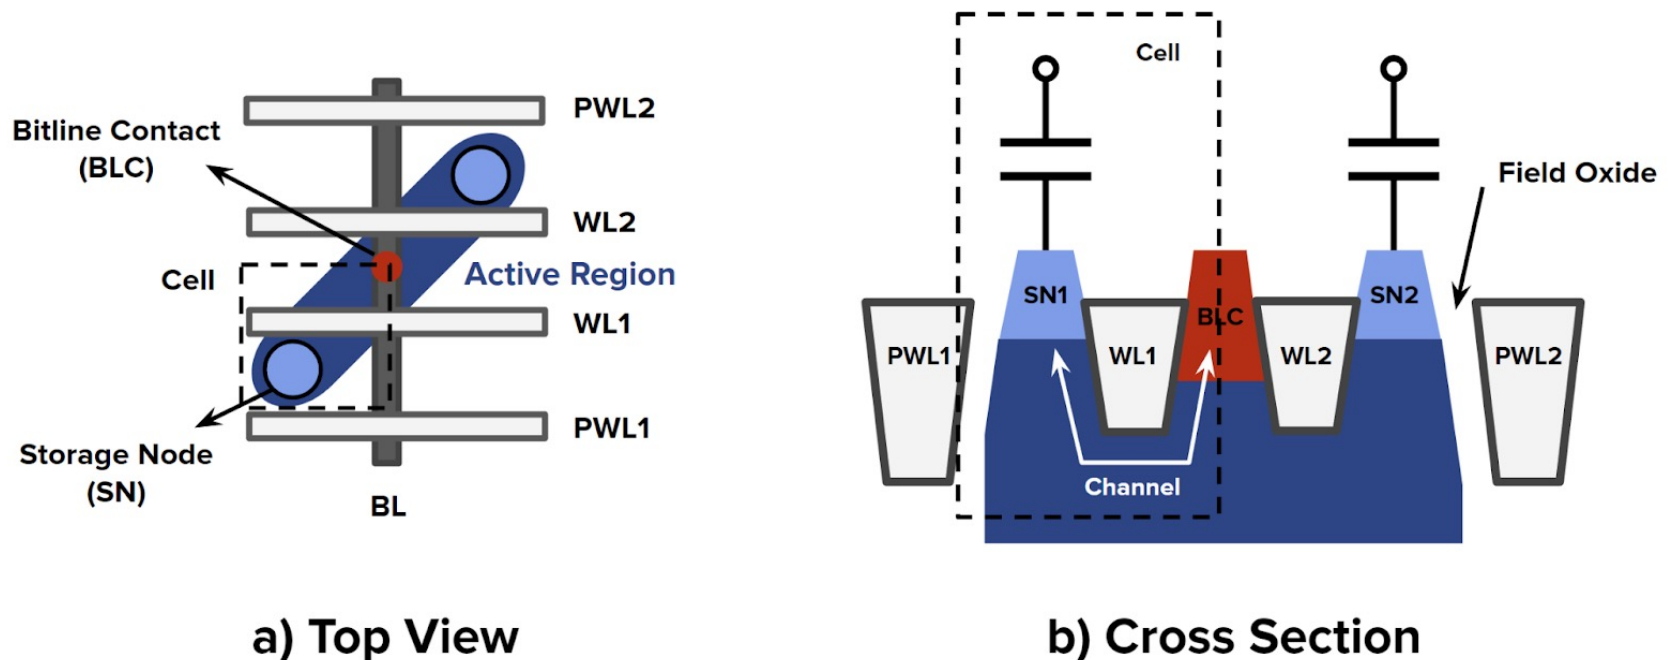 PWL2
Bitline Contact
(BLC)
WL2
Cell
Active Region
WL1
PWL1
Storage Node
(SN)
BL
a) Top View
Cell
Field Oxide
SN1
SN2
BLC
PWL1
WL1
WL2
PWL2
Channel
b) Cross Section